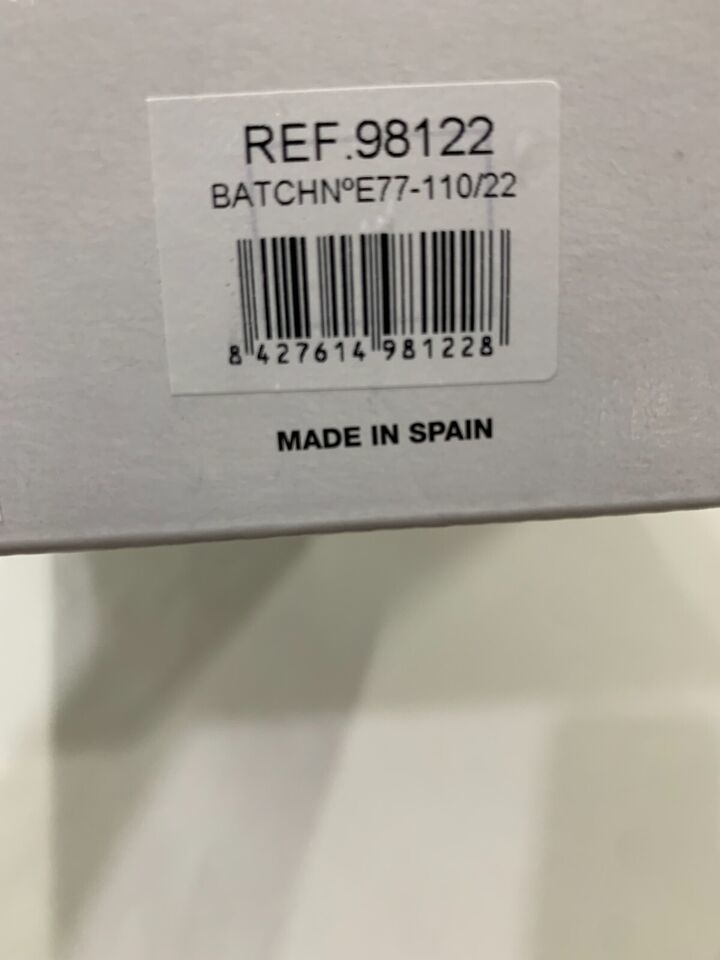 REF.98122
BATCHNºE77-110/22
8 427614 981228
MADE IN SPAIN